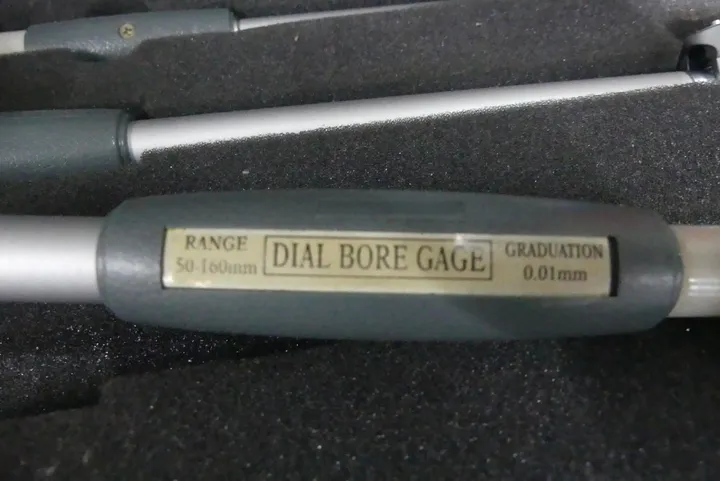 RANGE
50-160mm
DIAL BORE GAGE
GRADUATION
0.01mm